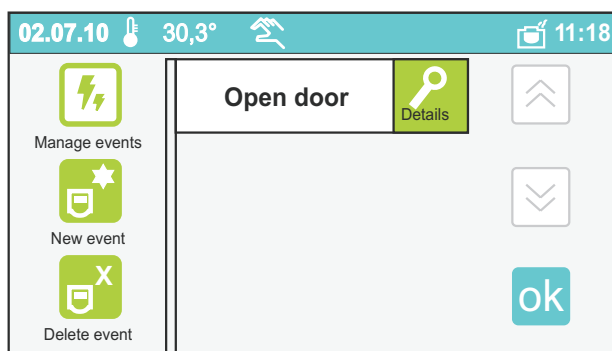 02.07.10 30,3° 11:18
Manage events
New event
X
Delete event
Open door
Details
ok